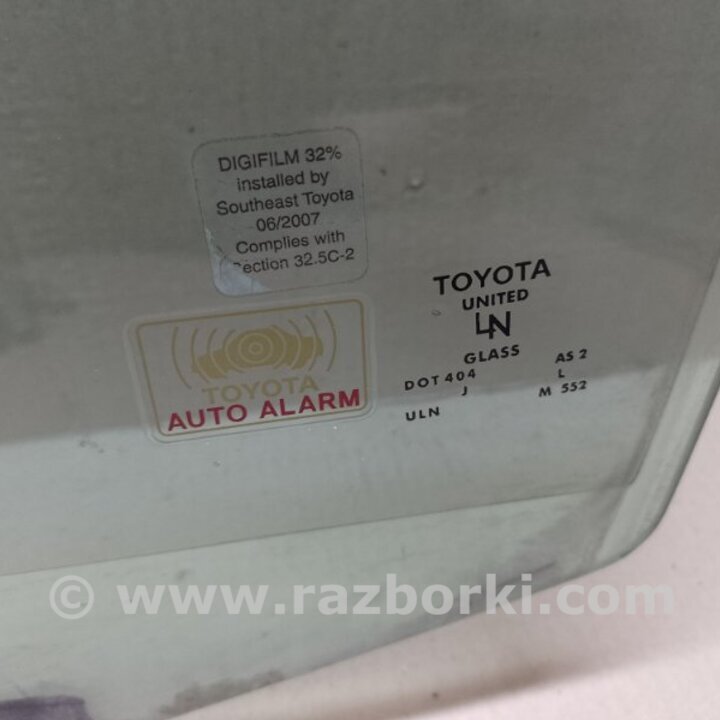 DIGIFILM 32%
installed by
Southeast Toyota
06/2007
Complies with
Section 32.5C-2
TOYOTA
UNITED
LN
GLASS
AS 2
DOT 404
L
J
M 552
ULN
TOYOTA
AUTO ALARM
© www.razborki.com